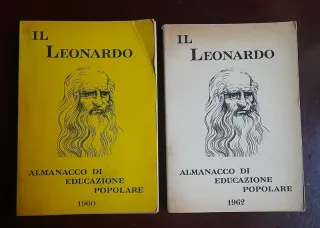 IL
LEONARDO
ALMANACCO DI
EDUCAZIONE
POPOLARE
1960
IL
LEONARDO
ALMANACCO DI
EDUCAZIONE
POPOLARE
1962